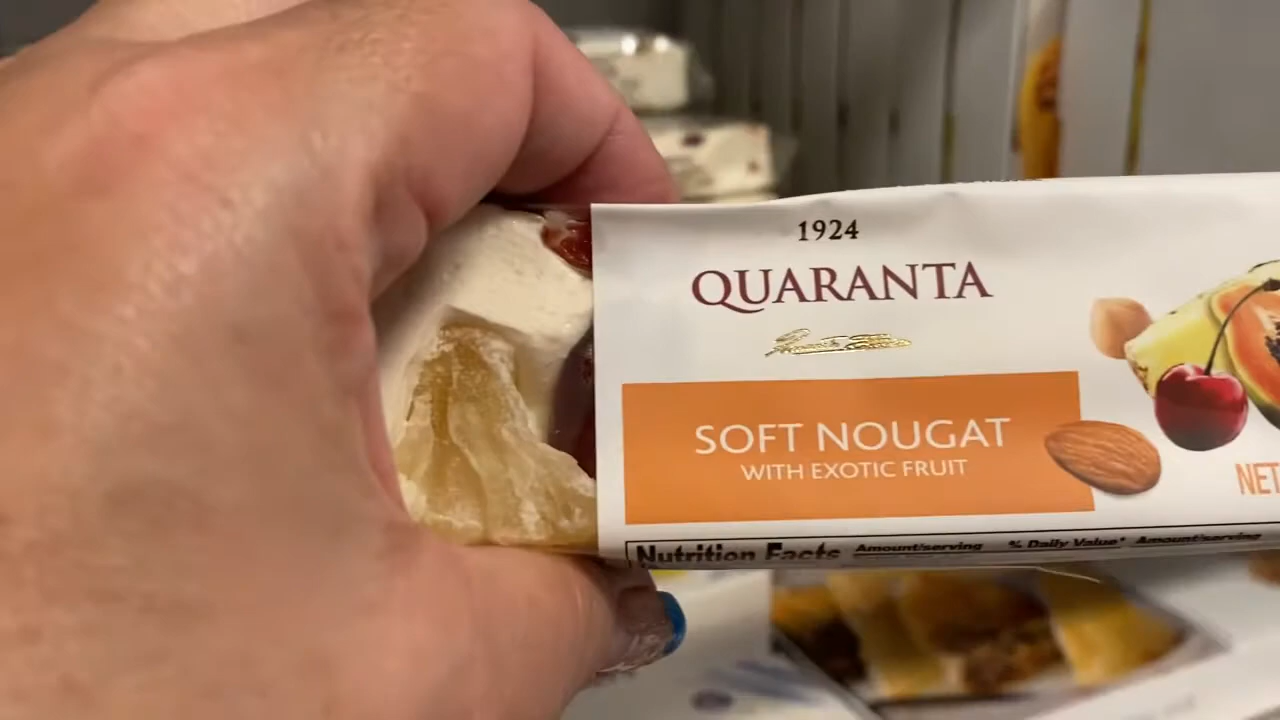 1924
QUARANTA
SOFT NOUGAT
WITH EXOTIC FRUIT
NET
Nutrition Facts Amount/serving % Daily Value* Amount/serving